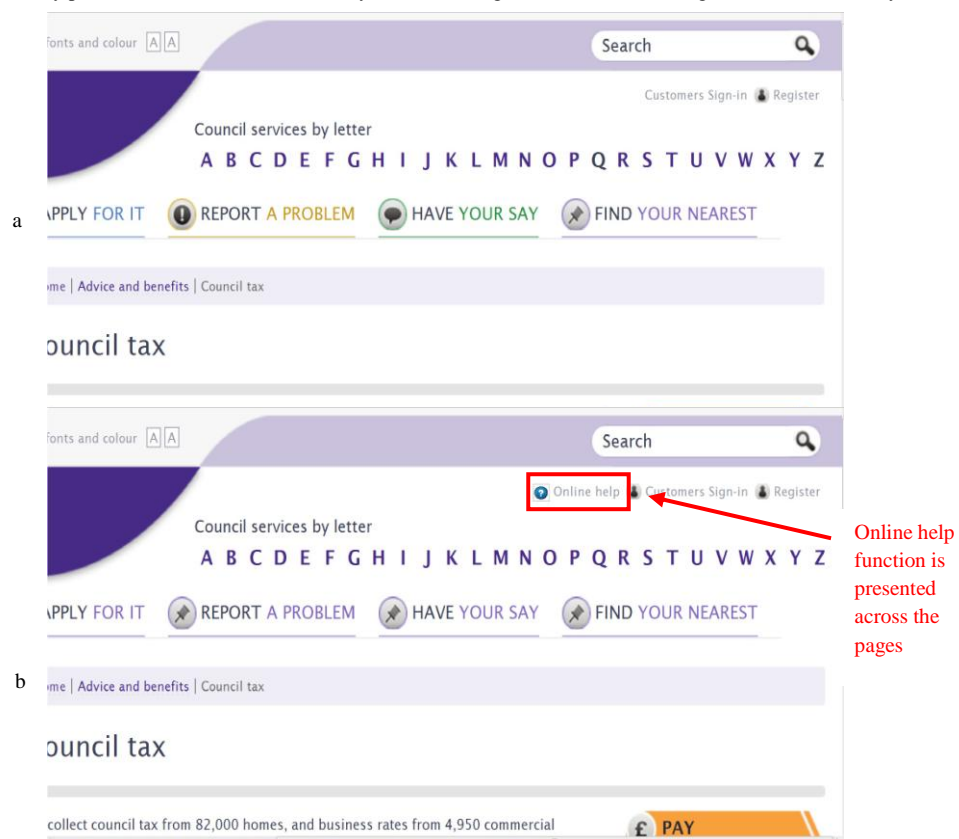 fonts and colour A A
Search
Customers Sign-in Register
Council services by letter
A B C D E F G H I J K L M N O P Q R S T U V W X Y Z
a
APPLY FOR IT REPORT A PROBLEM HAVE YOUR SAY FIND YOUR NEAREST
ome | Advice and benefits | Council tax
ouncil tax
fonts and colour A A
Search
Online help Customers Sign-in Register
Council services by letter
A B C D E F G H I J K L M N O P Q R S T U V W X Y Z
Online help
function is
presented
across the
pages
APPLY FOR IT REPORT A PROBLEM HAVE YOUR SAY FIND YOUR NEAREST
b
ome | Advice and benefits | Council tax
ouncil tax
collect council tax from 82,000 homes, and business rates from 4,950 commercial
£ PAY